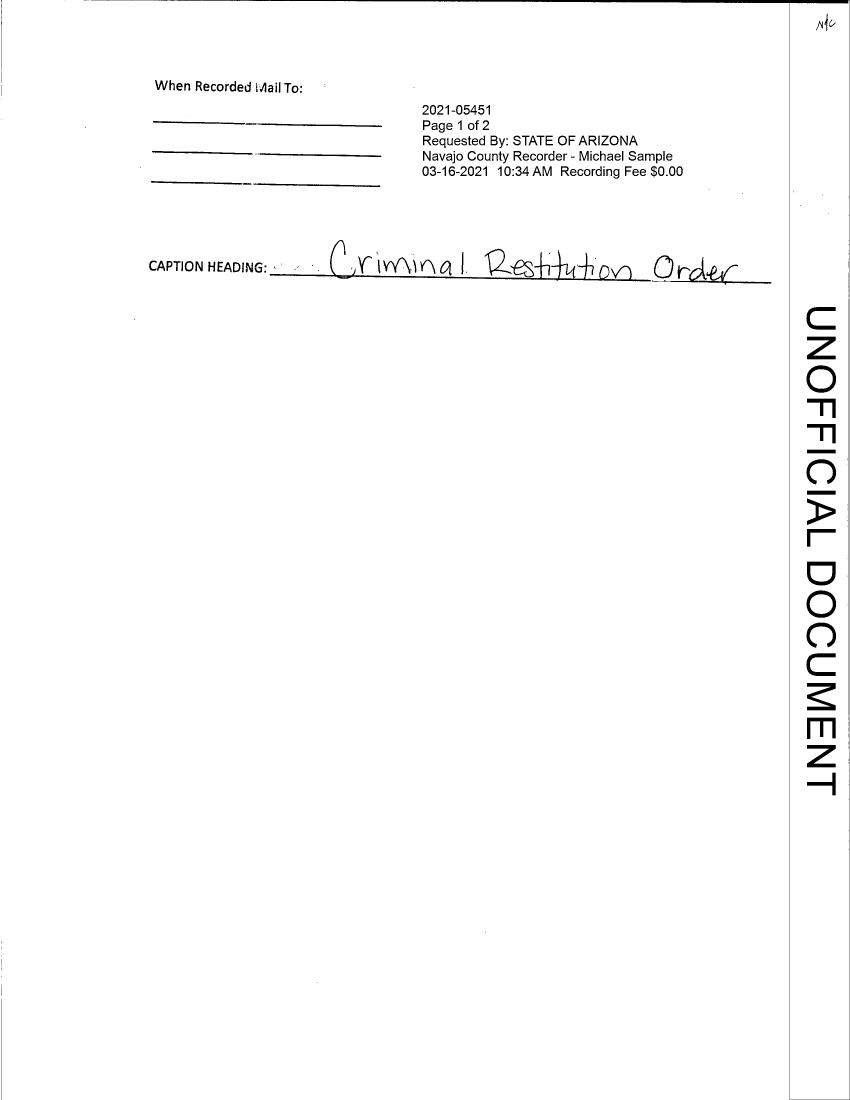 N/C
When Recorded Mail To:
2021-05451
Page 1 of 2
Requested By: STATE OF ARIZONA
Navajo County Recorder - Michael Sample
03-16-2021 10:34 AM Recording Fee $0.00
CAPTION HEADING: Criminal Restitution Order
UNOFFICIAL DOCUMENT